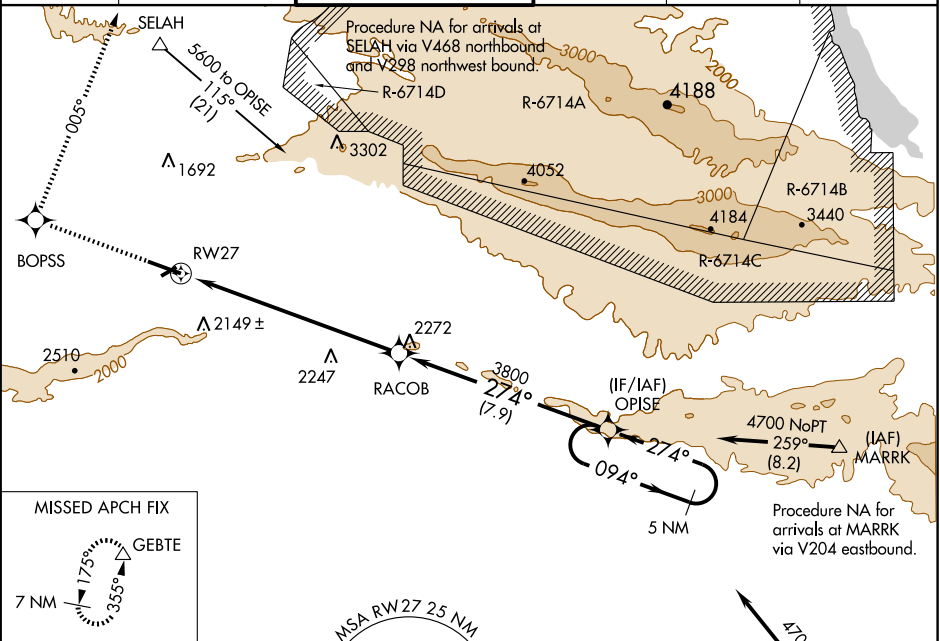 SELAH
Procedure NA for arrivals at
SELAH via V468 northbound
and V298 northwest bound.
5600 to OPISE
115°
(21)
005°
R-6714D
R-6714A
3000
2000
4188
3302
1692
4052
3000
R-6714B
4184
3440
R-6714C
BOPSS
RW27
2149 ±
2272
2247
2510
2000
RACOB
3800
274°
(7.9)
(IF/IAF)
OPISE
4700 NoPT
259°
(8.2)
(IAF)
MARRK
274°
094°
5 NM
Procedure NA for
arrivals at MARRK
via V204 eastbound.
MISSED APCH FIX
GEBTE
175°
355°
7 NM
MSA RW27 25 NM
470